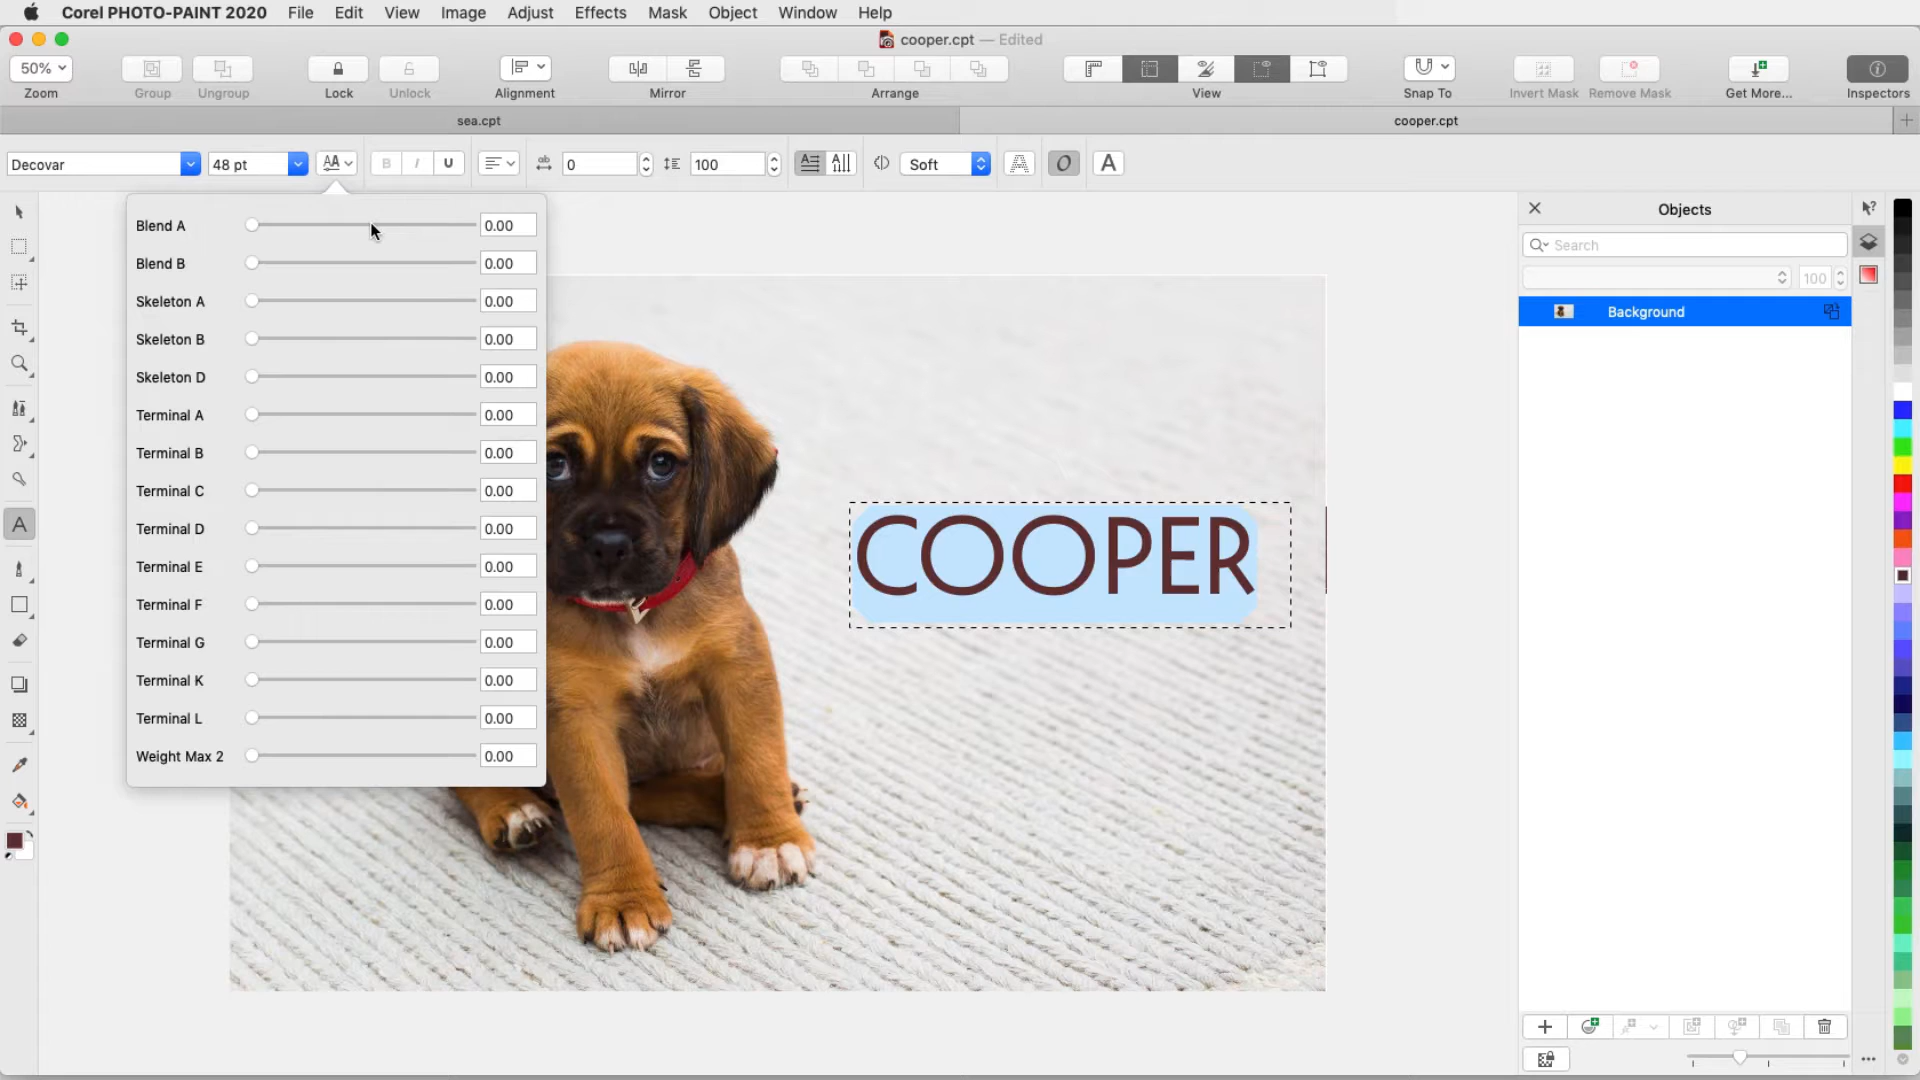 Corel PHOTO-PAINT 2020 File Edit View Image Adjust Effects Mask Object Window Help
cooper.cpt — Edited
50%
Zoom Group Ungroup Lock Unlock Alignment Mirror Arrange View Snap To Invert Mask Remove Mask Get More... Inspectors
sea.cpt cooper.cpt
Decovar 48 pt AA B I U ab 0 100 Soft A O A
Blend A 0.00
Blend B 0.00
Skeleton A 0.00
Skeleton B 0.00
Skeleton D 0.00
Terminal A 0.00
Terminal B 0.00
Terminal C 0.00
Terminal D 0.00
Terminal E 0.00
Terminal F 0.00
Terminal G 0.00
Terminal K 0.00
Terminal L 0.00
Weight Max 2 0.00
COOPER
Objects
Search
100
Background